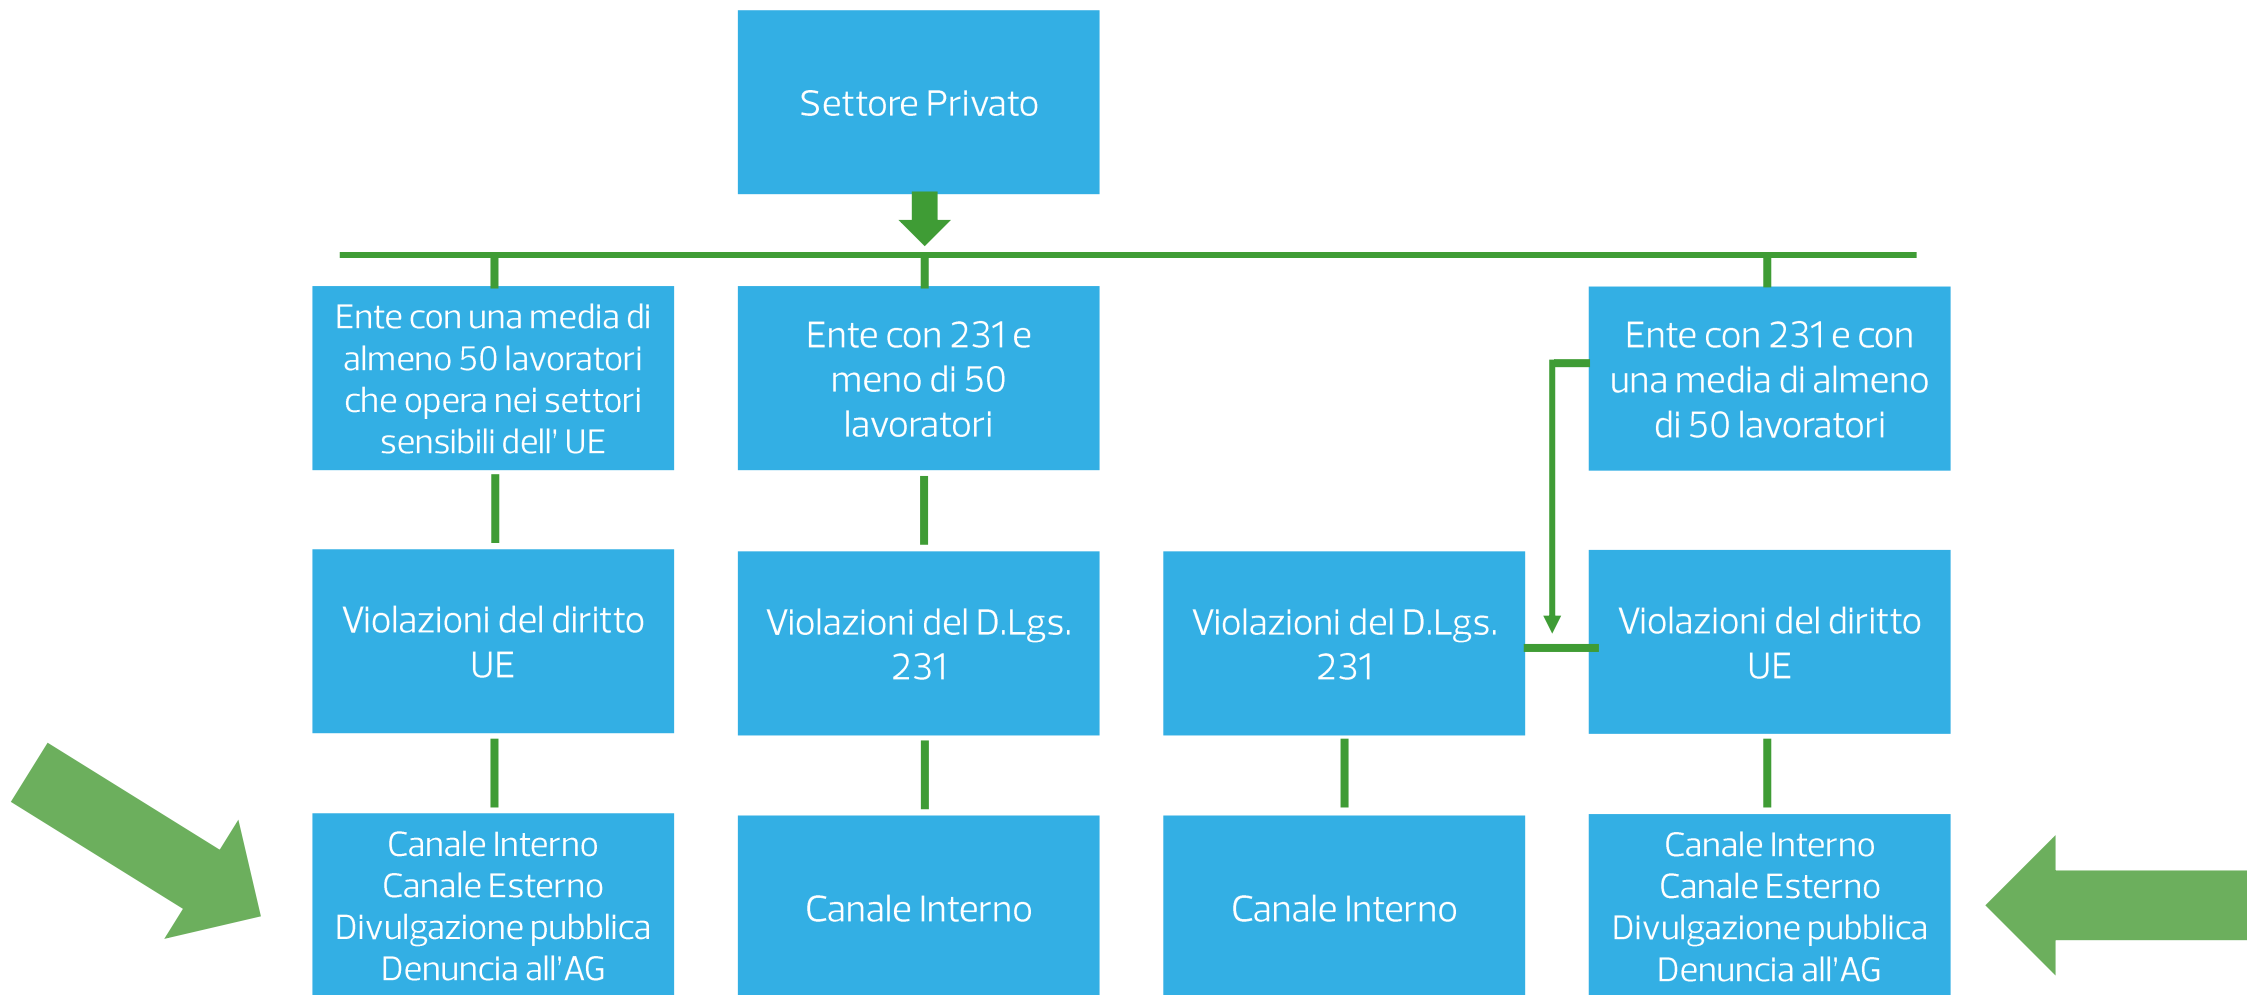 Settore Privato
Ente con una media di
almeno 50 lavoratori
che opera nei settori
sensibili dell’ UE
Ente con 231 e
meno di 50
lavoratori
Ente con 231 e con
una media di almeno
di 50 lavoratori
Violazioni del diritto
UE
Violazioni del D.Lgs.
231
Violazioni del D.Lgs.
231
Violazioni del diritto
UE
Canale Interno
Canale Esterno
Divulgazione pubblica
Denuncia all’AG
Canale Interno
Canale Interno
Canale Interno
Canale Esterno
Divulgazione pubblica
Denuncia all’AG